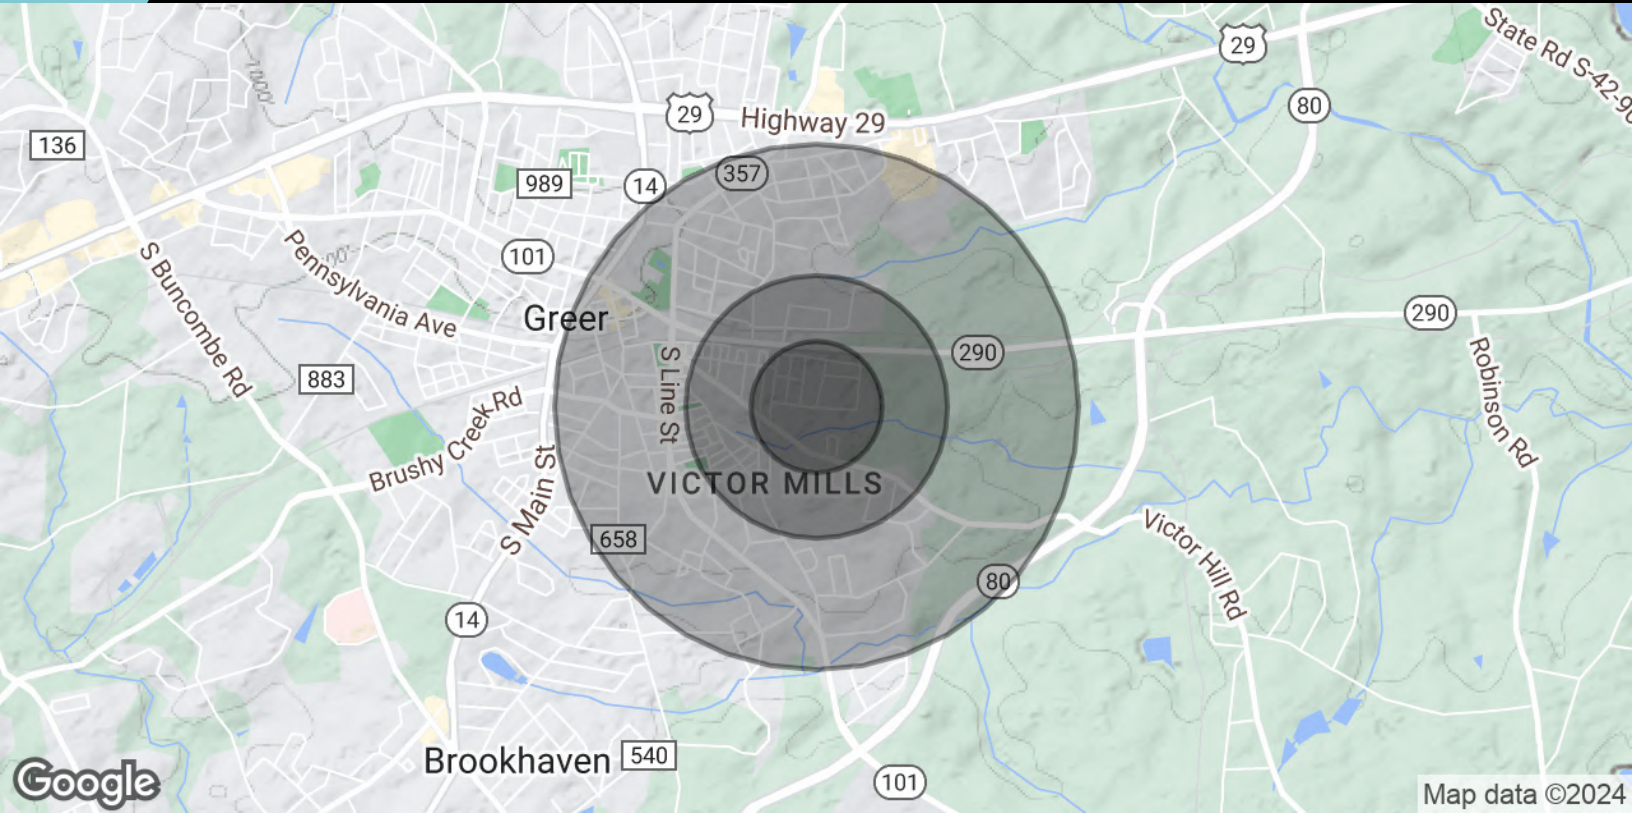 State Rd S-42-9
29
80
29
Highway 29
136
1000'
357
989
14
101
S Buncombe Rd
Pennsylvania Ave
00'
Greer
290
290
S Line St
883
Robinson Rd
Brushy Creek Rd
S Main St
VICTOR MILLS
Victor Hill Rd
658
80
14
Brookhaven
540
101
Google
Map data ©2024